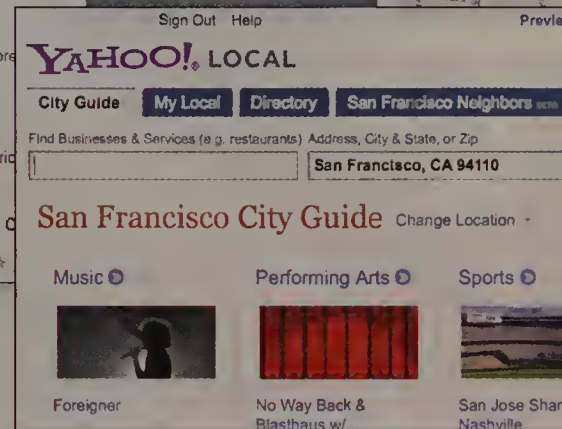 Sign Out Help
YAHOO! LOCAL
City Guide My Local Directory San Francisco Neighbors BETA
Find Businesses & Services (e.g. restaurants) Address, City & State, or Zip
San Francisco, CA 94110
San Francisco City Guide Change Location
Music Performing Arts Sports
Foreigner No Way Back & San Jose
Blasthaus w/... Nashville